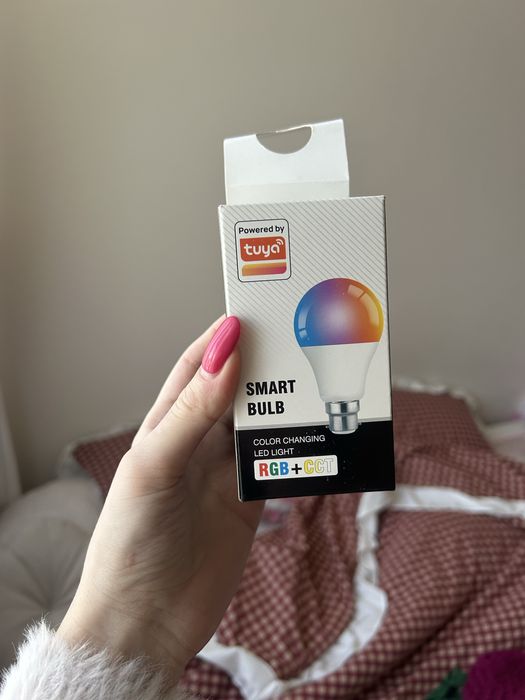 Powered by
tuya
SMART
BULB
COLOR CHANGING
LED LIGHT
RGB+CCT